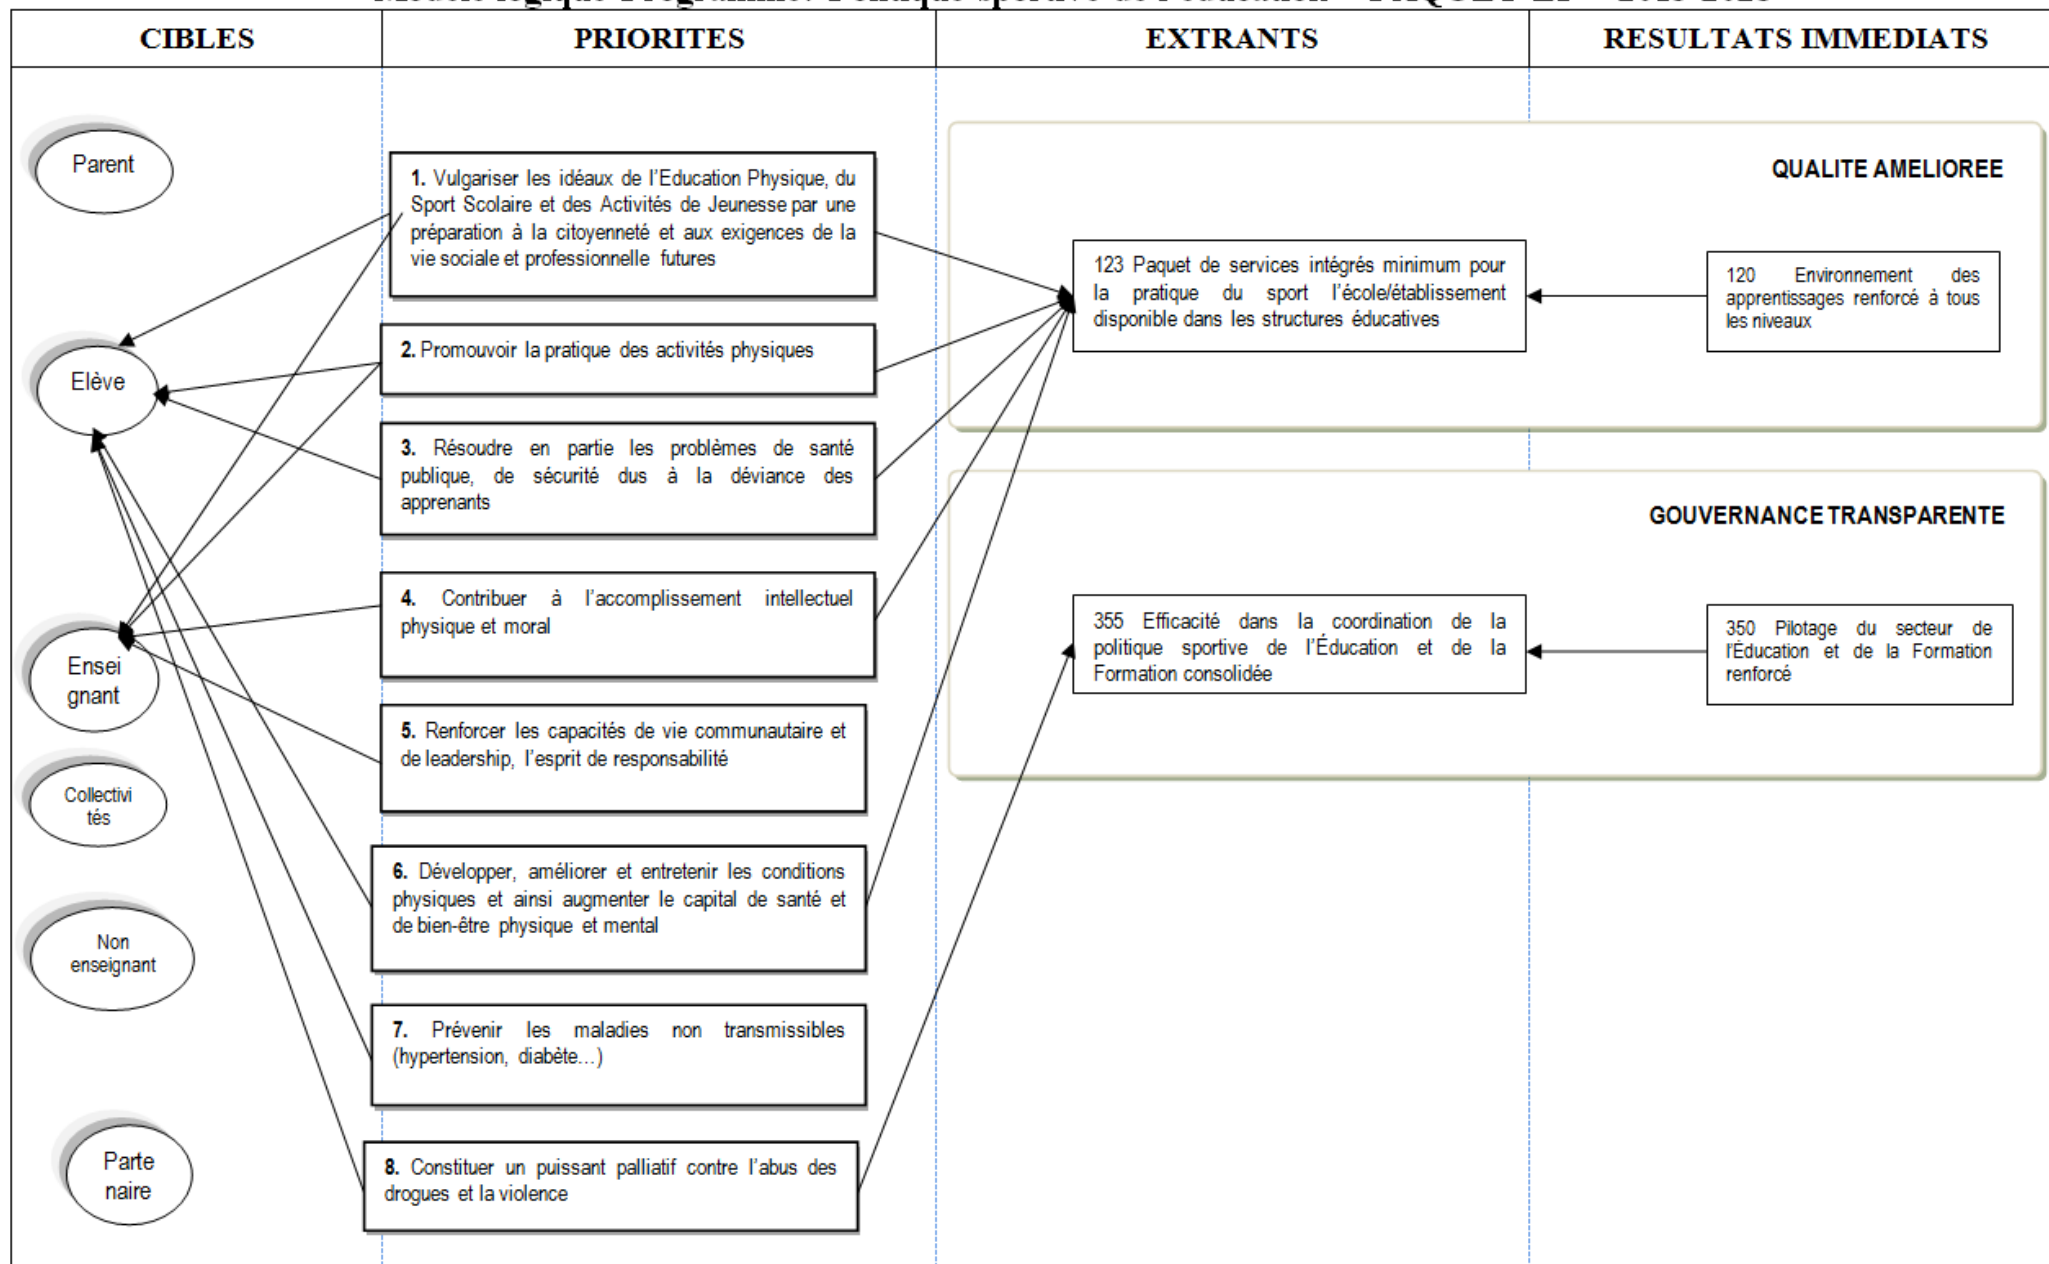 CIBLES
PRIORITES
EXTRANTS
RESULTATS IMMEDIATS
Parent
Elève
Ensei
gnant
Collectivi
tés
Non
enseignant
Parte
naire
1. Vulgariser les idéaux de l'Education Physique, du
Sport Scolaire et des Activités de Jeunesse par une
préparation à la citoyenneté et aux exigences de la
vie sociale et professionnelle futures
2. Promouvoir la pratique des activités physiques
3. Résoudre en partie les problèmes de santé
publique, de sécurité dus à la déviance des
apprenants
4. Contribuer à l'accomplissement intellectuel
physique et moral
5. Renforcer les capacités de vie communautaire et
de leadership, l'esprit de responsabilité
6. Développer, améliorer et entretenir les conditions
physiques et ainsi augmenter le capital de santé et
de bien-être physique et mental
7. Prévenir les maladies non transmissibles
(hypertension, diabète…)
8. Constituer un puissant palliatif contre l'abus des
drogues et la violence
QUALITE AMELIOREE
123 Paquet de services intégrés minimum pour
la pratique du sport l'école/établissement
disponible dans les structures éducatives
120 Environnement des
apprentissages renforcé à tous
les niveaux
GOUVERNANCE TRANSPARENTE
355 Efficacité dans la coordination de la
politique sportive de l'Éducation et de la
Formation consolidée
350 Pilotage du secteur de
l'Éducation et de la Formation
renforcé